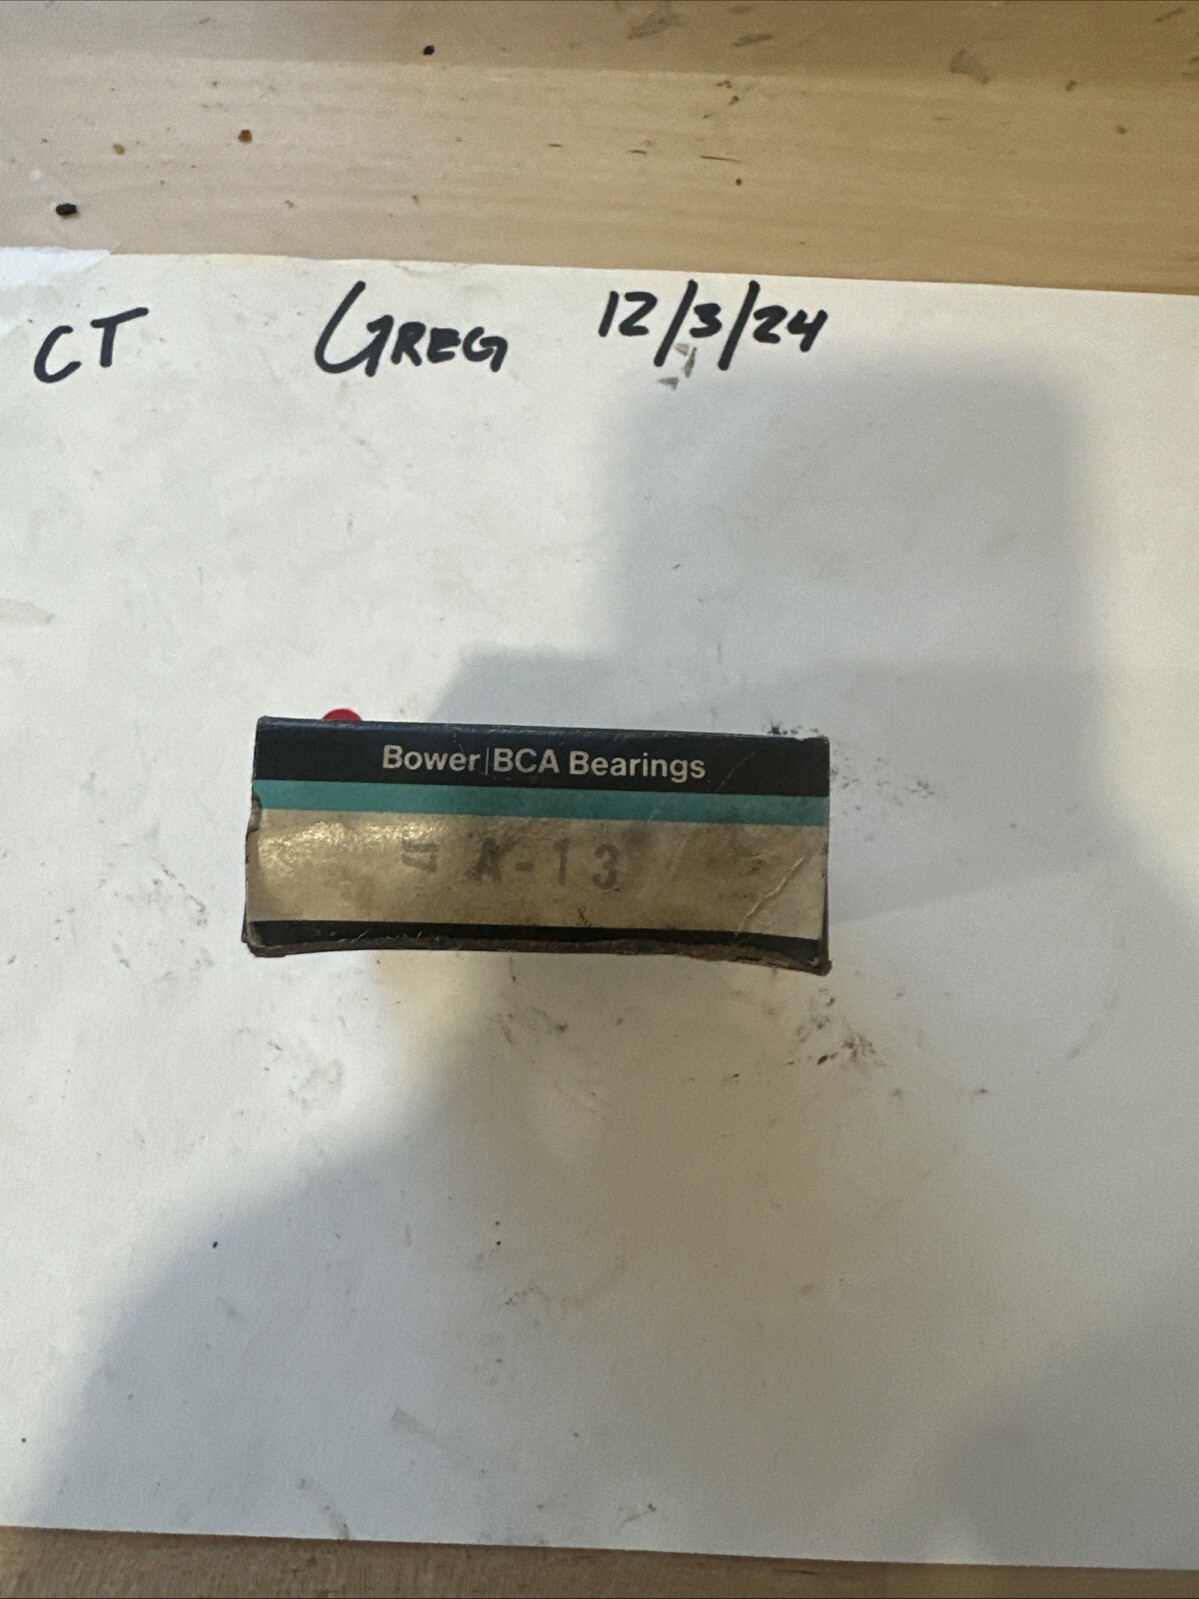 CT GREG 12/3/24
Bower|BCA Bearings
= A-13